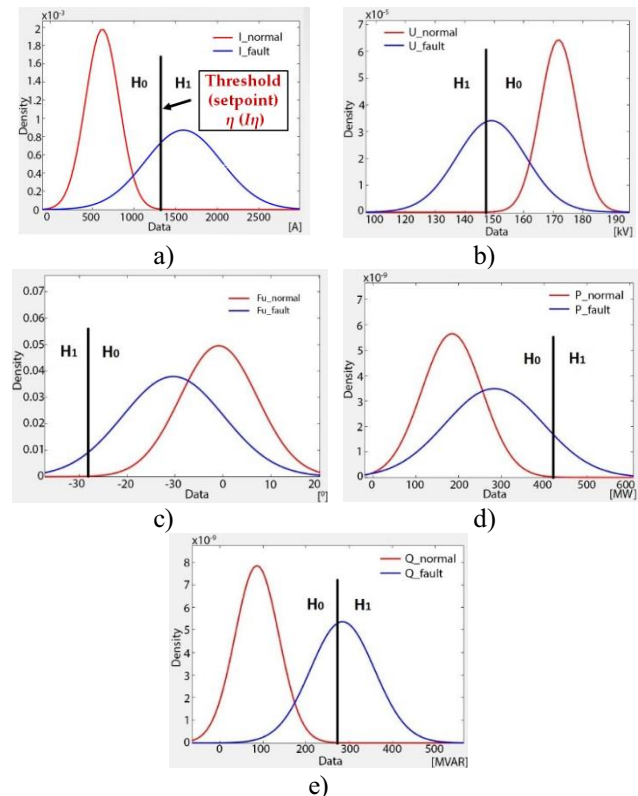 x10-3
I_normal
I_fault
2
1.8
1.6
1.4
1.2
1
0.8
0.6
0.4
0.2
0
Density
H0 H1
Threshold
(setpoint)
η (Iη)
0 500 1000 1500 2000 2500
Data [A]
a)
x10-5
U_normal
U_fault
7
6
5
4
3
2
1
0
Density
H1 H0
100 110 120 130 140 150 160 170 180 190
Data [kV]
b)
Fu_normal
Fu_fault
0.07
0.06
0.05
0.04
0.03
0.02
0.01
0
Density
H1 H0
-30 -20 -10 0 10 20
Data [º]
c)
x10-9
P_normal
P_fault
7
6
5
4
3
2
1
0
Density
H0 H1
0 100 200 300 400 500 600
Data [MW]
d)
x10-9
Q_normal
Q_fault
8
7
6
5
4
3
2
1
0
Density
H0 H1
0 100 200 300 400 500
Data [MVAR]
e)